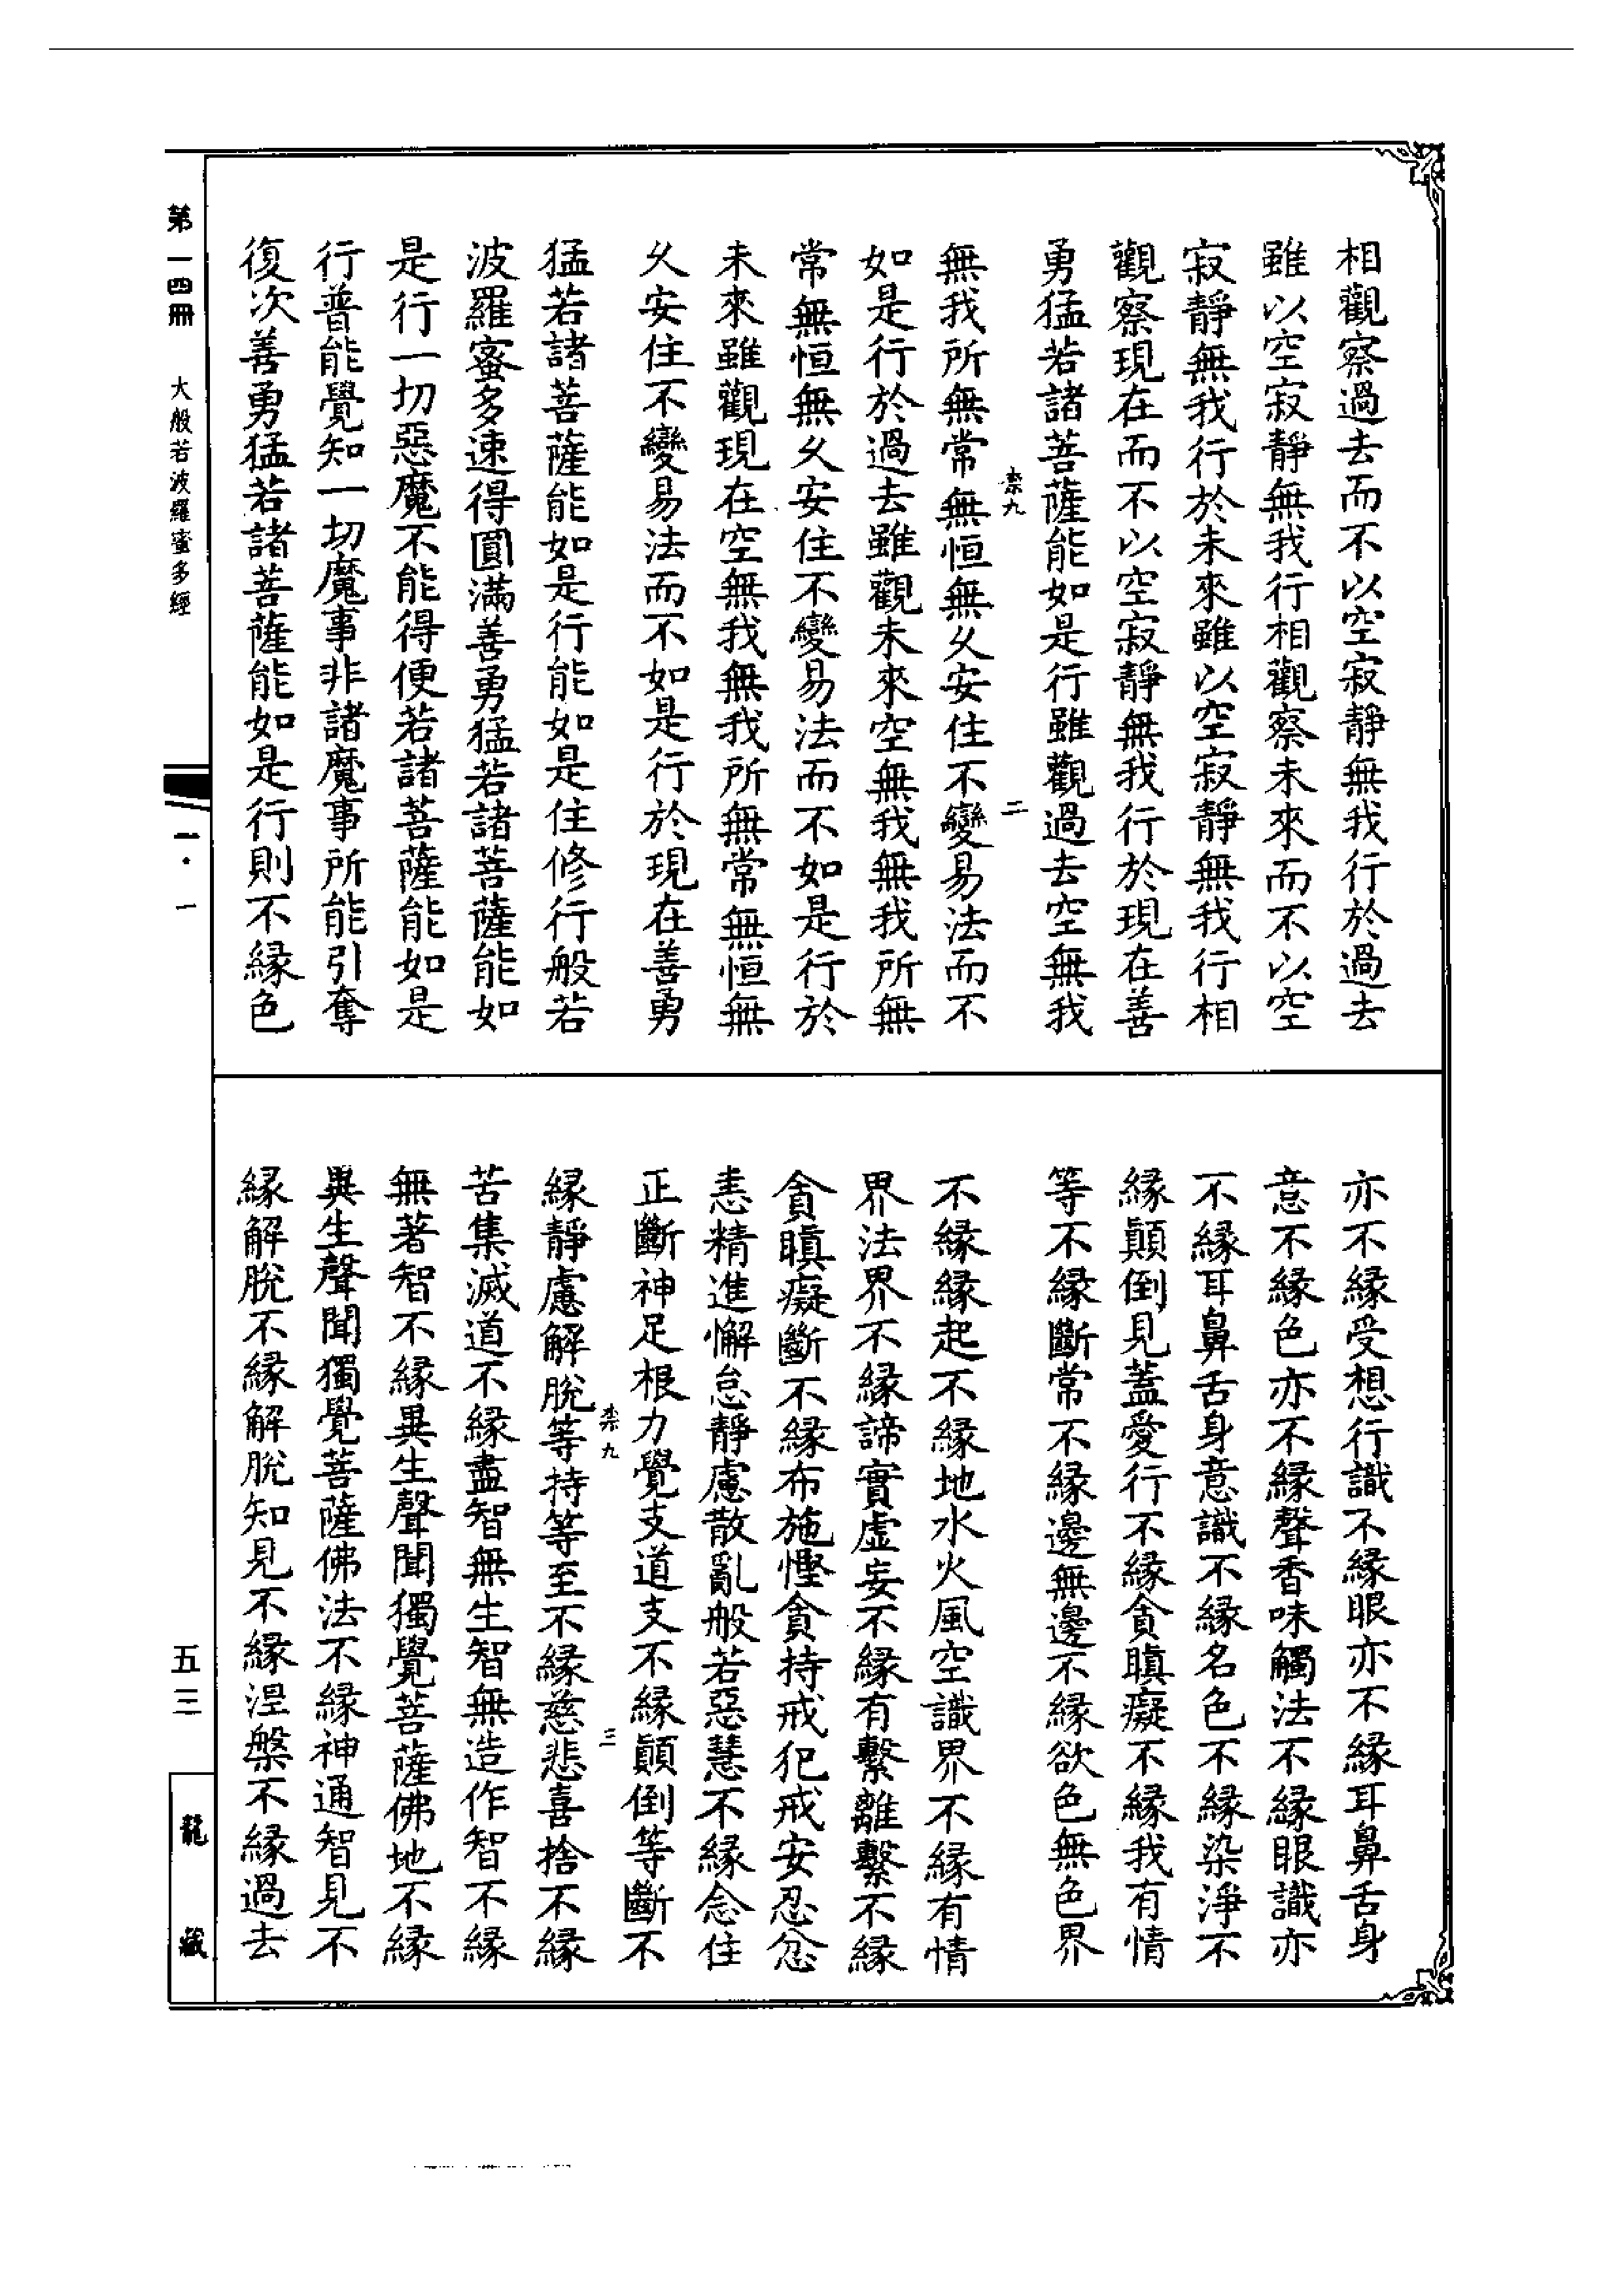 相觀察過去而不以空寂靜無我行於過去
雖以空寂靜無我行相觀察未來而不以空
寂靜無我行於未來雖以空寂靜無我行相
觀察現在而不以空寂靜無我行於現在善
勇猛若諸菩薩能如是行雖觀過去空無我
柰九
二
無我所無常無恒無乆安住不變易法而不
如是行於過去雖觀未來空無我無我所無
常無恒無乆安住不變易法而不如是行於
未來雖觀現在空無我無我所無常無恒無
乆安住不變易法而不如是行於現在善勇
猛若諸菩薩能如是行能如是住修行般若
波羅蜜多速得圓滿善勇猛若諸菩薩能如
是行一切惡魔不能得便若諸菩薩能如是
行普能覺知一切魔事非諸魔事所能引奪
復次善勇猛若諸菩薩能如是行則不緣色
亦不緣受想行識不緣眼亦不緣耳鼻舌身
意不緣色亦不緣聲香味觸法不緣眼識亦
不緣耳鼻舌身意識不緣名色不緣染淨不
緣顛倒見蓋愛行不緣貪瞋癡不緣我有情
等不緣斷常不緣邊無邊不緣欲色無色界
不緣緣起不緣地水火風空識界不緣有情
界法界不緣諦實虛妄不緣有繫離繫不緣
貪瞋癡斷不緣布施慳貪持戒犯戒安忍忿
恚精進懈怠靜慮散亂般若惡慧不緣念住
正斷神足根力覺支道支不緣顛倒等斷不
柰九
三
緣靜慮解脫等持等至不緣慈悲喜捨不緣
苦集滅道不緣盡智無生智無造作智不緣
無著智不緣異生聲聞獨覺菩薩佛地不緣
異生聲聞獨覺菩薩佛法不緣神通智見不
緣解脫不緣解脫知見不緣涅槃不緣過去
第一四冊 大般若波羅蜜多經
一·一
五三
龍藏